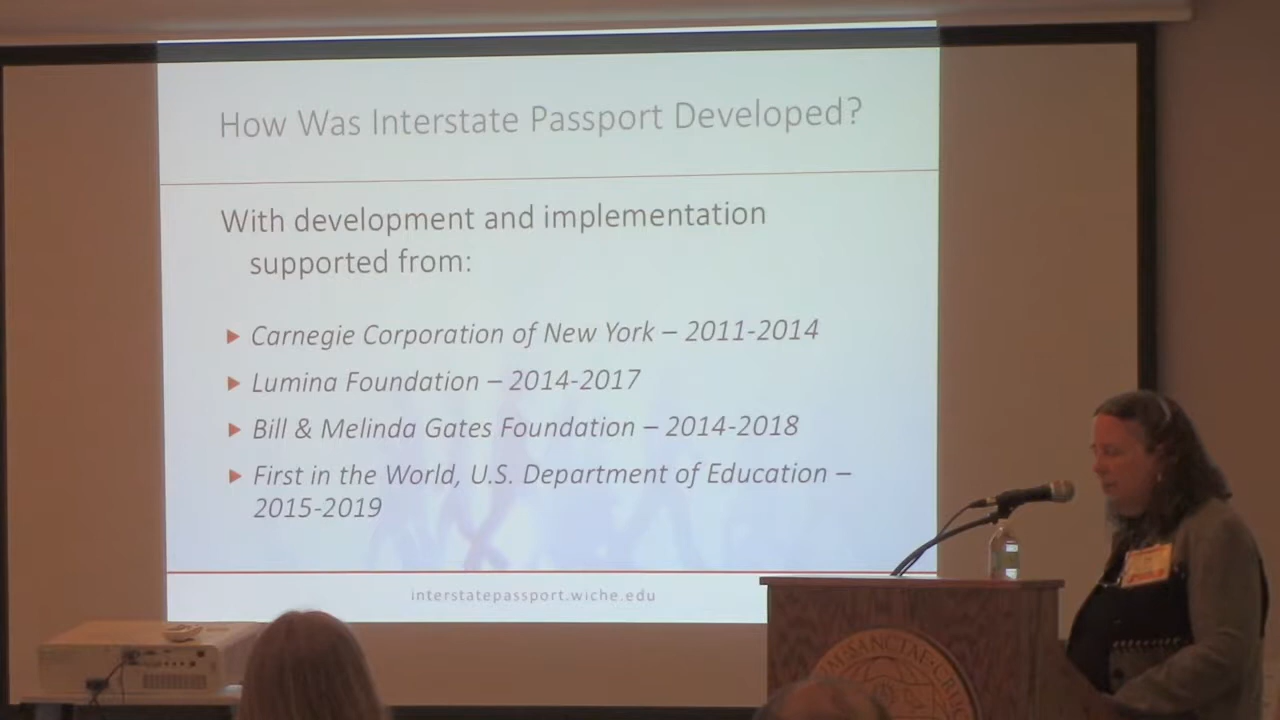 How Was Interstate Passport Developed?
With development and implementation
supported from:
Carnegie Corporation of New York – 2011-2014
Lumina Foundation – 2014-2017
Bill & Melinda Gates Foundation – 2014-2018
First in the World, U.S. Department of Education –
2015-2019
interstatepassport.wiche.edu
SANCTAE